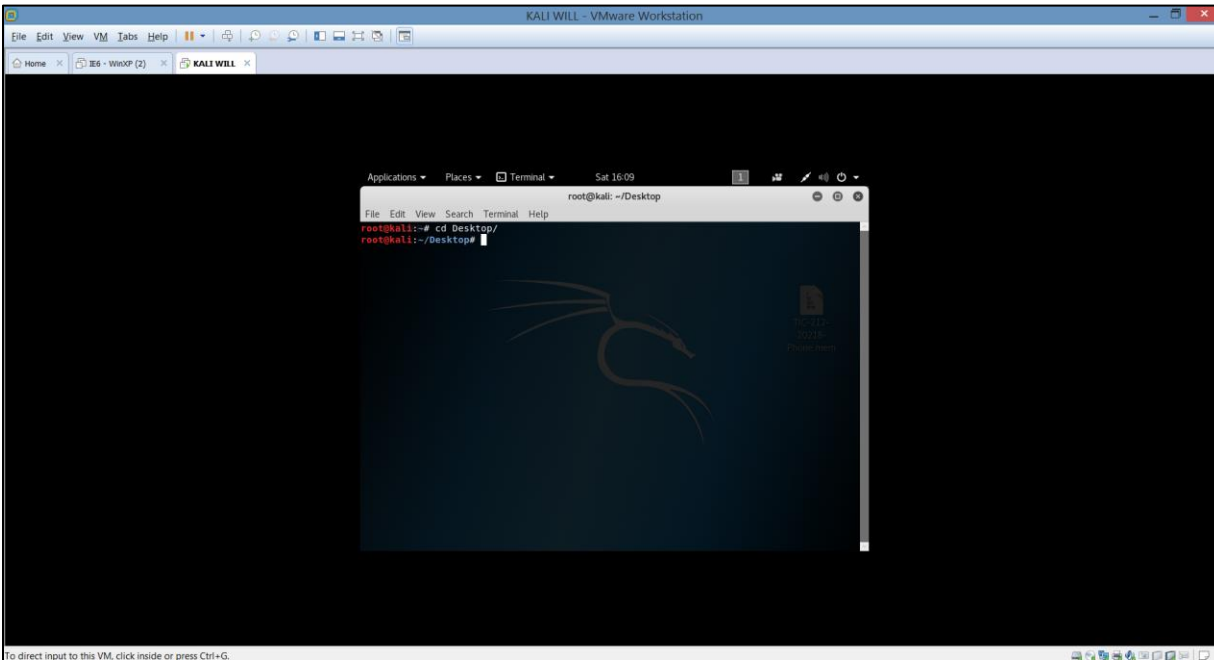 KALI WILL - VMware Workstation
File Edit View VM Tabs Help
Home IE6 - WinXP (2) KALI WILL
Applications Places Terminal Sat 16:09 1
root@kali: ~/Desktop
File Edit View Search Terminal Help
root@kali:~# cd Desktop/
root@kali:~/Desktop#
To direct input to this VM, click inside or press Ctrl+G.